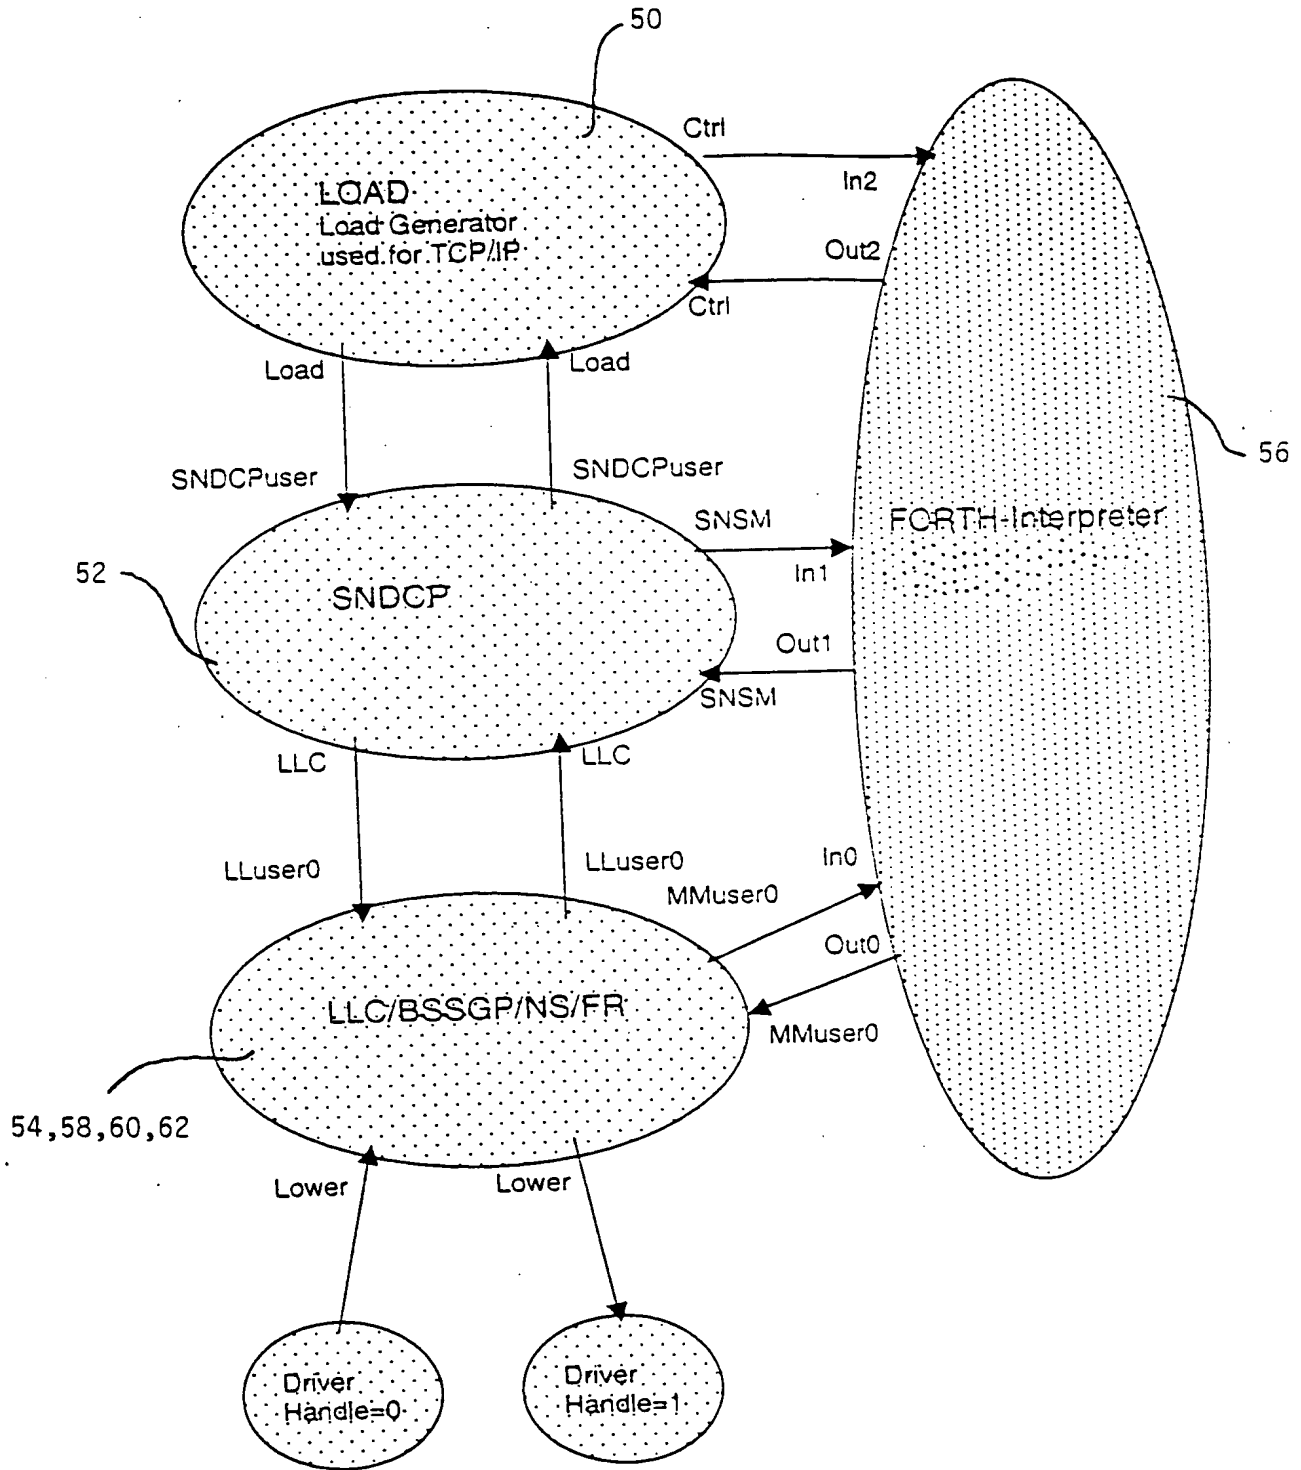 50
Ctrl
In2
LOAD
Load Generator
used for TCP/IP
Out2
Ctrl
Load
Load
56
SNDCPuser
SNDCPuser
SNSM
FORTH-Interpreter
In1
52
SNDCP
Out1
SNSM
LLC
LLC
LLuser0
LLuser0
In0
MMuser0
Out0
LLC/BSSGP/NS/FR
MMuser0
54,58,60,62
Lower
Lower
Driver
Handle=0
Driver
Handle=1